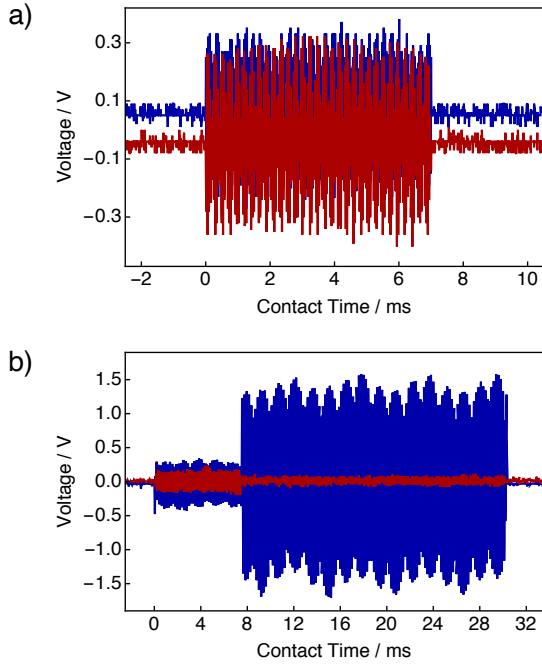 a)
0.3
0.1
−0.1
−0.3
Voltage / V
−2 0 2 4 6 8 10
Contact Time / ms
b)
1.5
1.0
0.5
0.0
−0.5
−1.0
−1.5
Voltage / V
0 4 8 12 16 20 24 28 32
Contact Time / ms